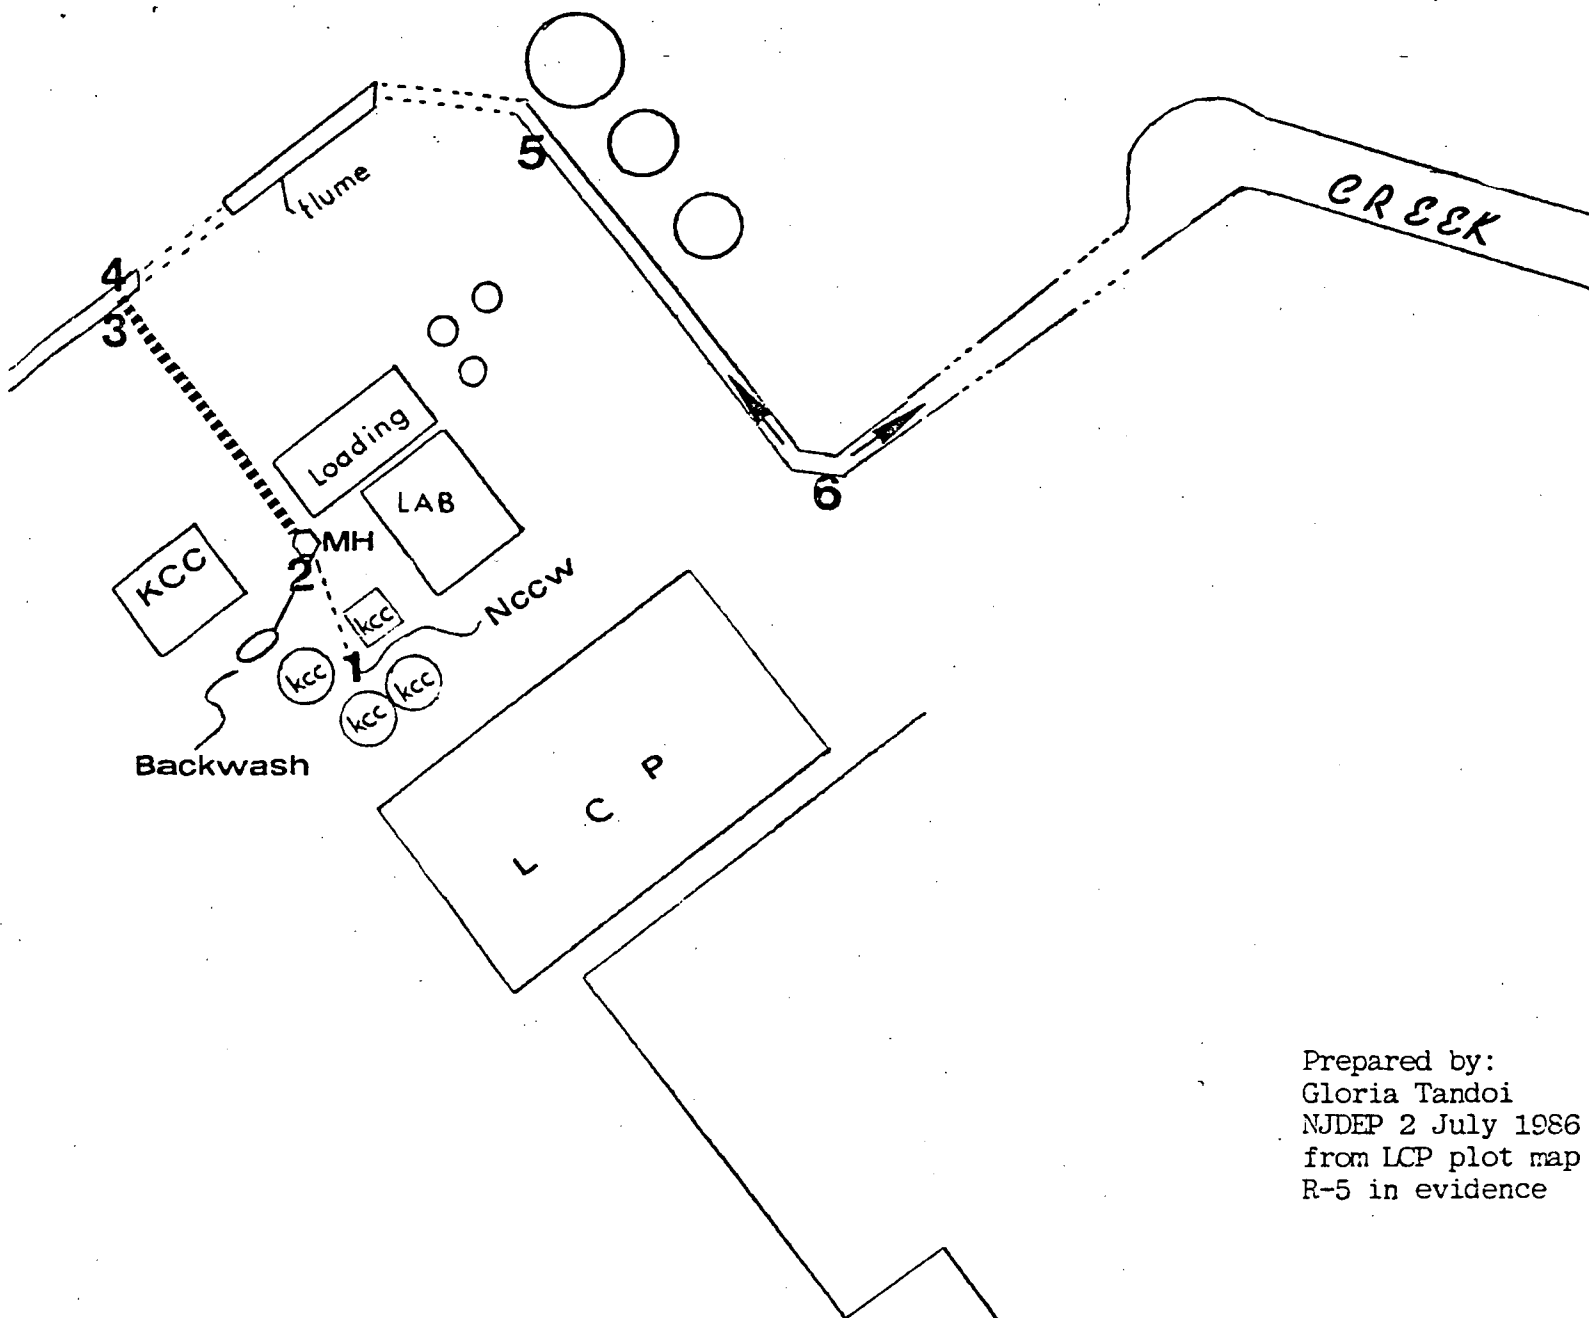 5
flume
CREEK
4
3
Loading
LAB
6
MH
KCC
2
Nccw
kcc
1
kcc
kcc
kcc
Backwash
L C P
Prepared by:
Gloria Tandoi
NJDEP 2 July 1986
from LCP plot map
R-5 in evidence